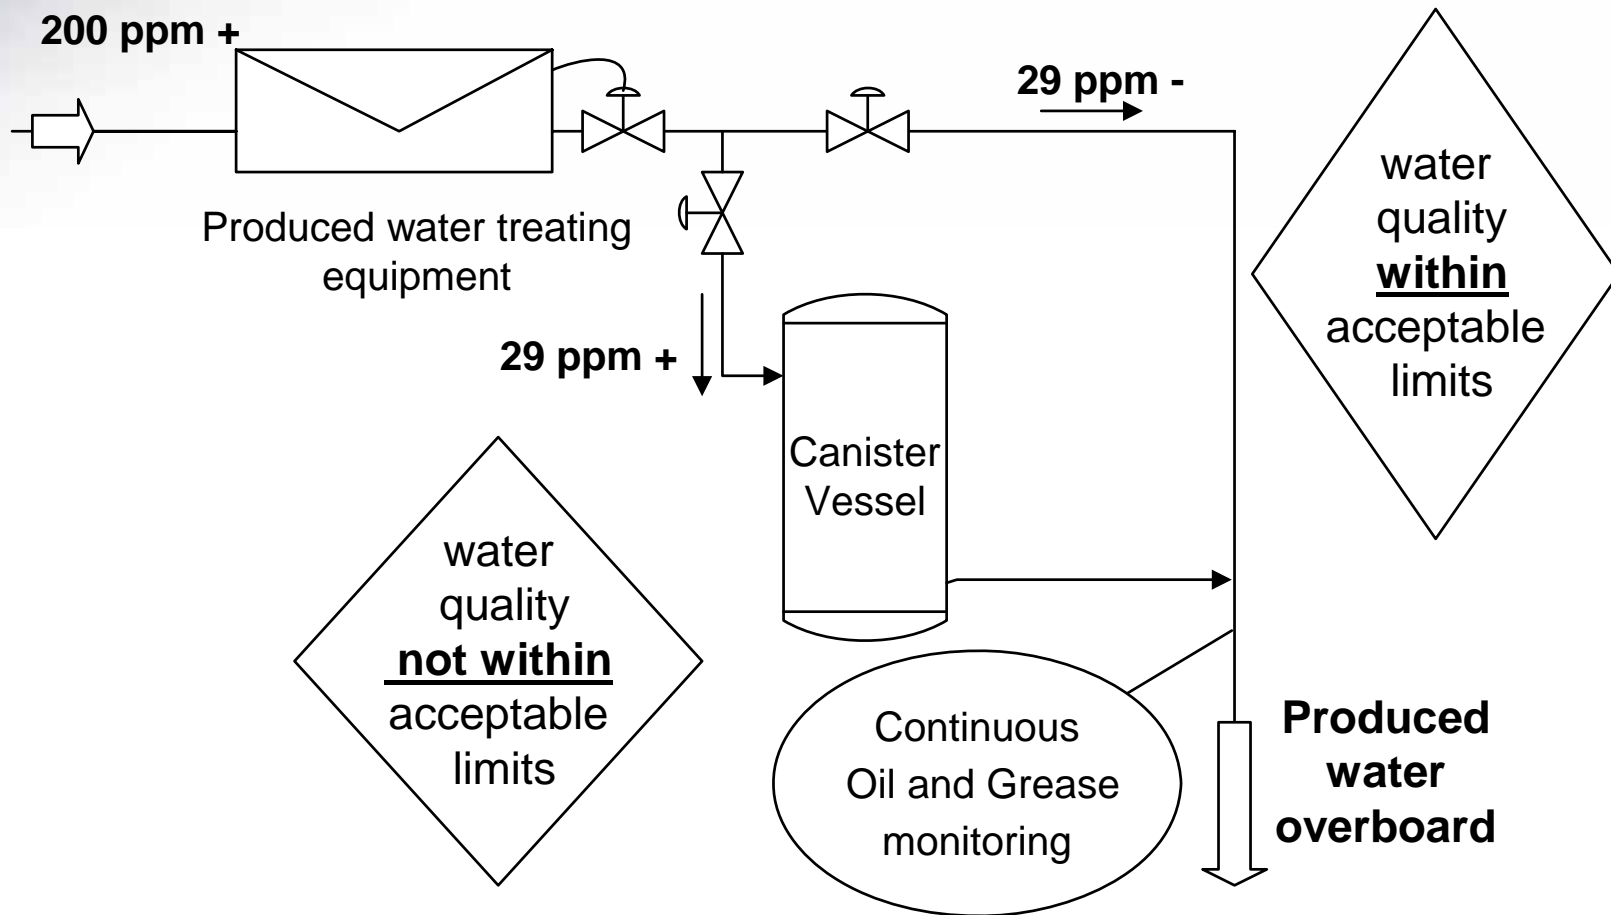 200 ppm +
29 ppm -
Produced water treating
equipment
29 ppm +
water
quality
within
acceptable
limits
Canister
Vessel
water
quality
not within
acceptable
limits
Continuous
Oil and Grease
monitoring
Produced
water
overboard